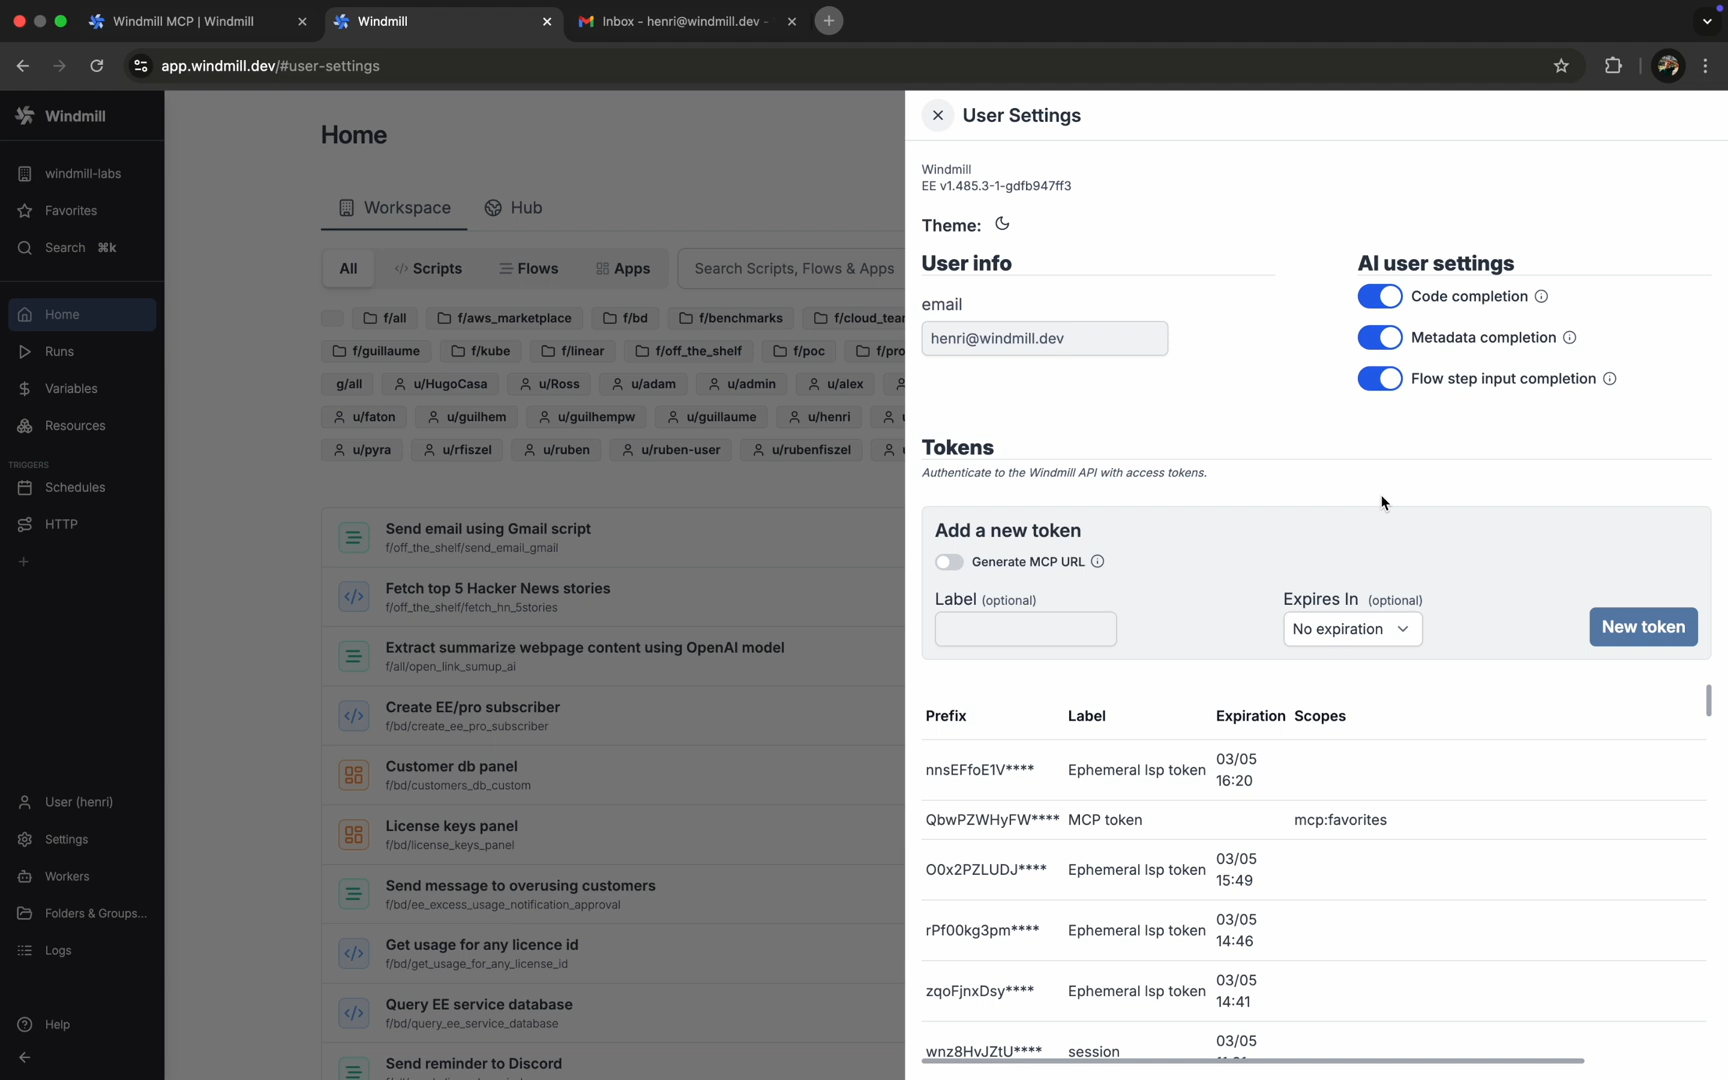 Windmill MCP | Windmill
Windmill
Inbox - henri@windmill.dev -
app.windmill.dev/#user-settings
Windmill
windmill-labs
Favorites
Search ⌘k
Home
Runs
Variables
Resources
TRIGGERS
Schedules
HTTP
User (henri)
Settings
Workers
Folders & Groups...
Logs
Help
Home
Workspace
Hub
All
Scripts
Flows
Apps
Search Scripts, Flows & Apps
f/all
f/aws_marketplace
f/bd
f/benchmarks
f/guillaume
f/kube
f/linear
f/off_the_shelf
f/poc
g/all
u/HugoCasa
u/Ross
u/adam
u/admin
u/alex
u/faton
u/guilhem
u/guilhempw
u/guillaume
u/henri
u/pyra
u/rfiszel
u/ruben
u/ruben-user
u/rubenfiszel
Send email using Gmail script
f/off_the_shelf/send_email_gmail
Fetch top 5 Hacker News stories
f/off_the_shelf/fetch_hn_5stories
Extract summarize webpage content using OpenAI model
f/all/open_link_sumup_ai
Create EE/pro subscriber
f/bd/create_ee_pro_subscriber
Customer db panel
f/bd/customers_db_custom
License keys panel
f/bd/license_keys_panel
Send message to overusing customers
f/bd/ee_excess_usage_notification_approval
Get usage for any licence id
f/bd/get_usage_for_any_license_id
Query EE service database
f/bd/query_ee_service_database
Send reminder to Discord
User Settings
Windmill
EE v1.485.3-1-gdfb947ff3
Theme:
User info
email
henri@windmill.dev
AI user settings
Code completion
Metadata completion
Flow step input completion
Tokens
Authenticate to the Windmill API with access tokens.
Add a new token
Generate MCP URL
Label (optional)
Expires In (optional)
No expiration
New token
Prefix Label Expiration Scopes
nnsEFfoE1V**** Ephemeral lsp token 03/05 16:20
QbwPZWHyFW**** MCP token mcp:favorites
O0x2PZLUDJ**** Ephemeral lsp token 03/05 15:49
rPf00kg3pm**** Ephemeral lsp token 03/05 14:46
zqoFjnxDsy**** Ephemeral lsp token 03/05 14:41
wnz8HvJZtU**** session 03/05